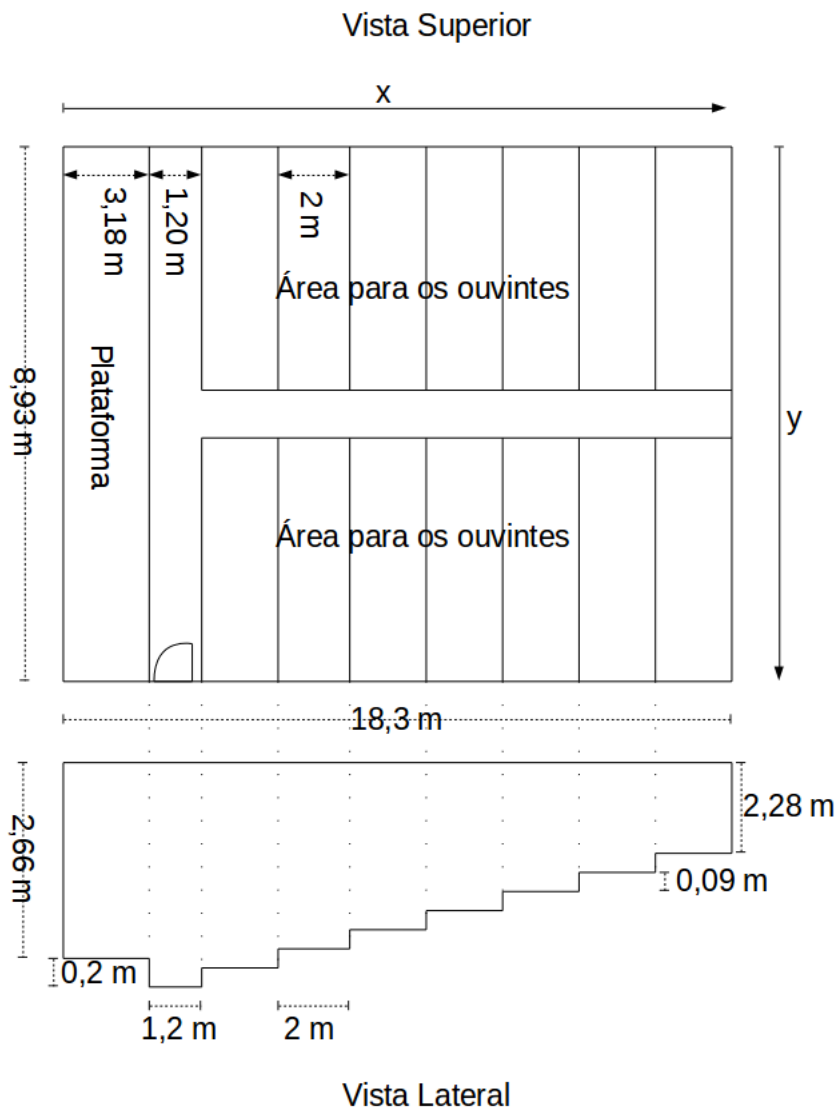 Vista Superior
x
3,18 m
1,20 m
2 m
Área para os ouvintes
Plataforma
8,93 m
y
Área para os ouvintes
18,3 m
2,66 m
2,28 m
0,09 m
0,2 m
1,2 m
2 m
Vista Lateral